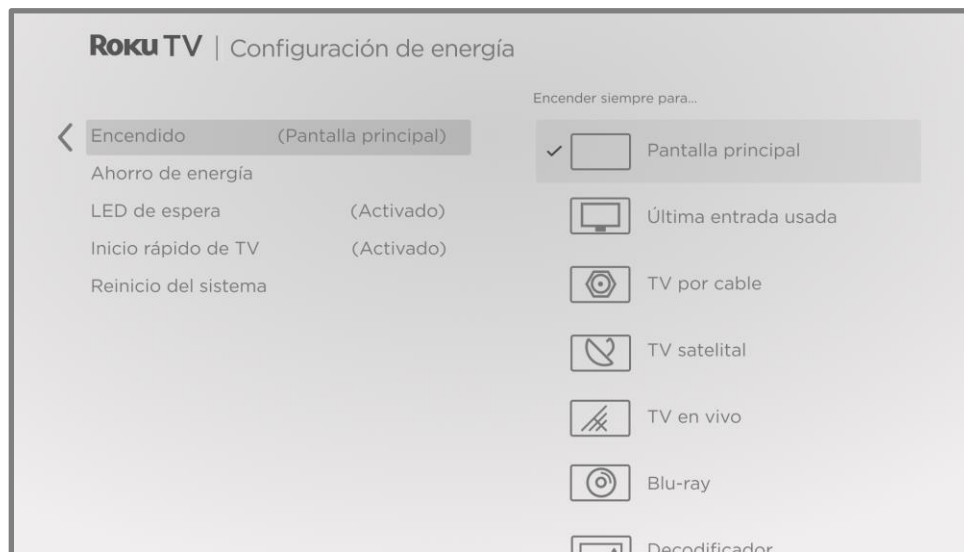 Roku TV | Configuración de energía
Encender siempre para...
Encendido (Pantalla principal)
Ahorro de energía
LED de espera (Activado)
Inicio rápido de TV (Activado)
Reinicio del sistema
Pantalla principal
Última entrada usada
TV por cable
TV satelital
TV en vivo
Blu-ray
Decodificador